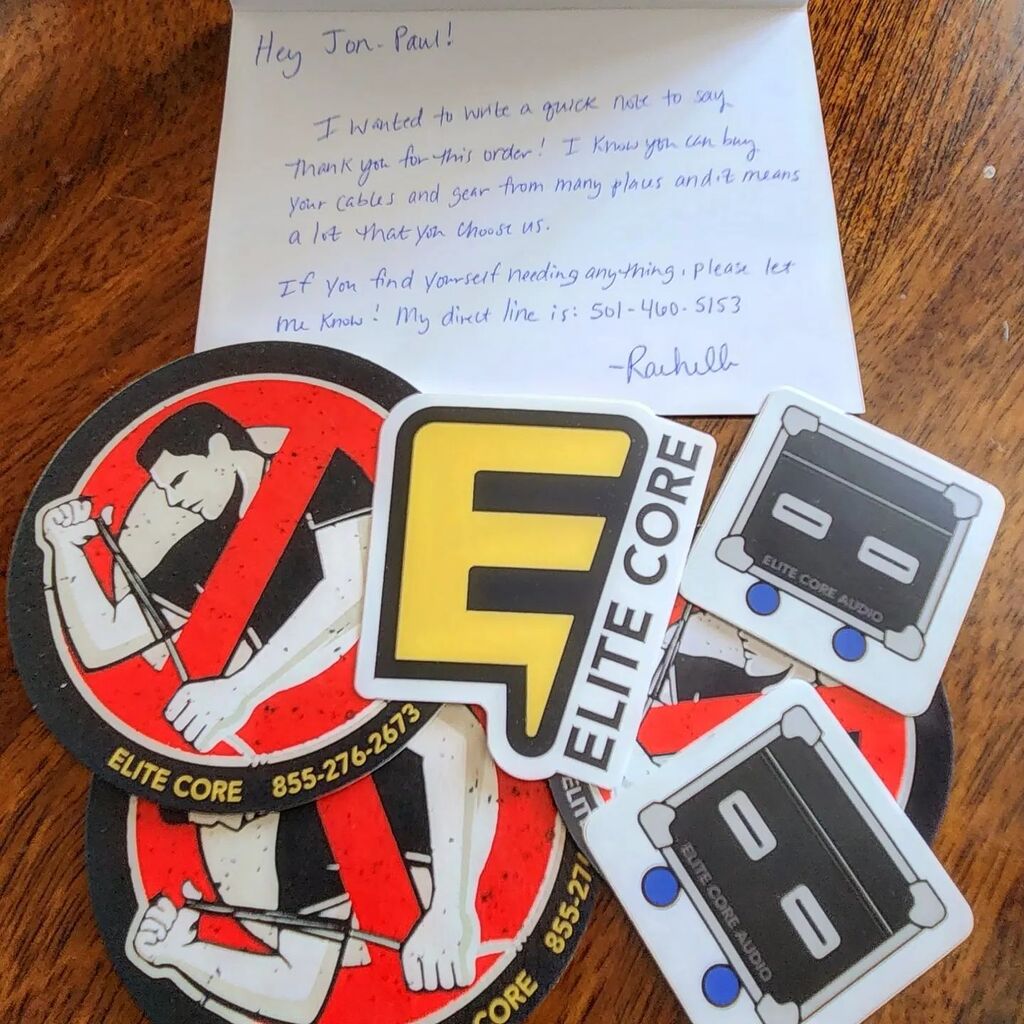 Hey Jon-Paul!
I wanted to write a quick note to say
thank you for this order! I know you can buy
your cables and gear from many places and it means
a lot that you choose us.
If you find yourself needing anything, please let
me know! My direct line is: 501-460-5153
-Rachelle
ELITE CORE
ELITE CORE AUDIO
ELITE CORE 855-276-2673
ELIT
ELITE CORE AUDIO
CORE 855-27